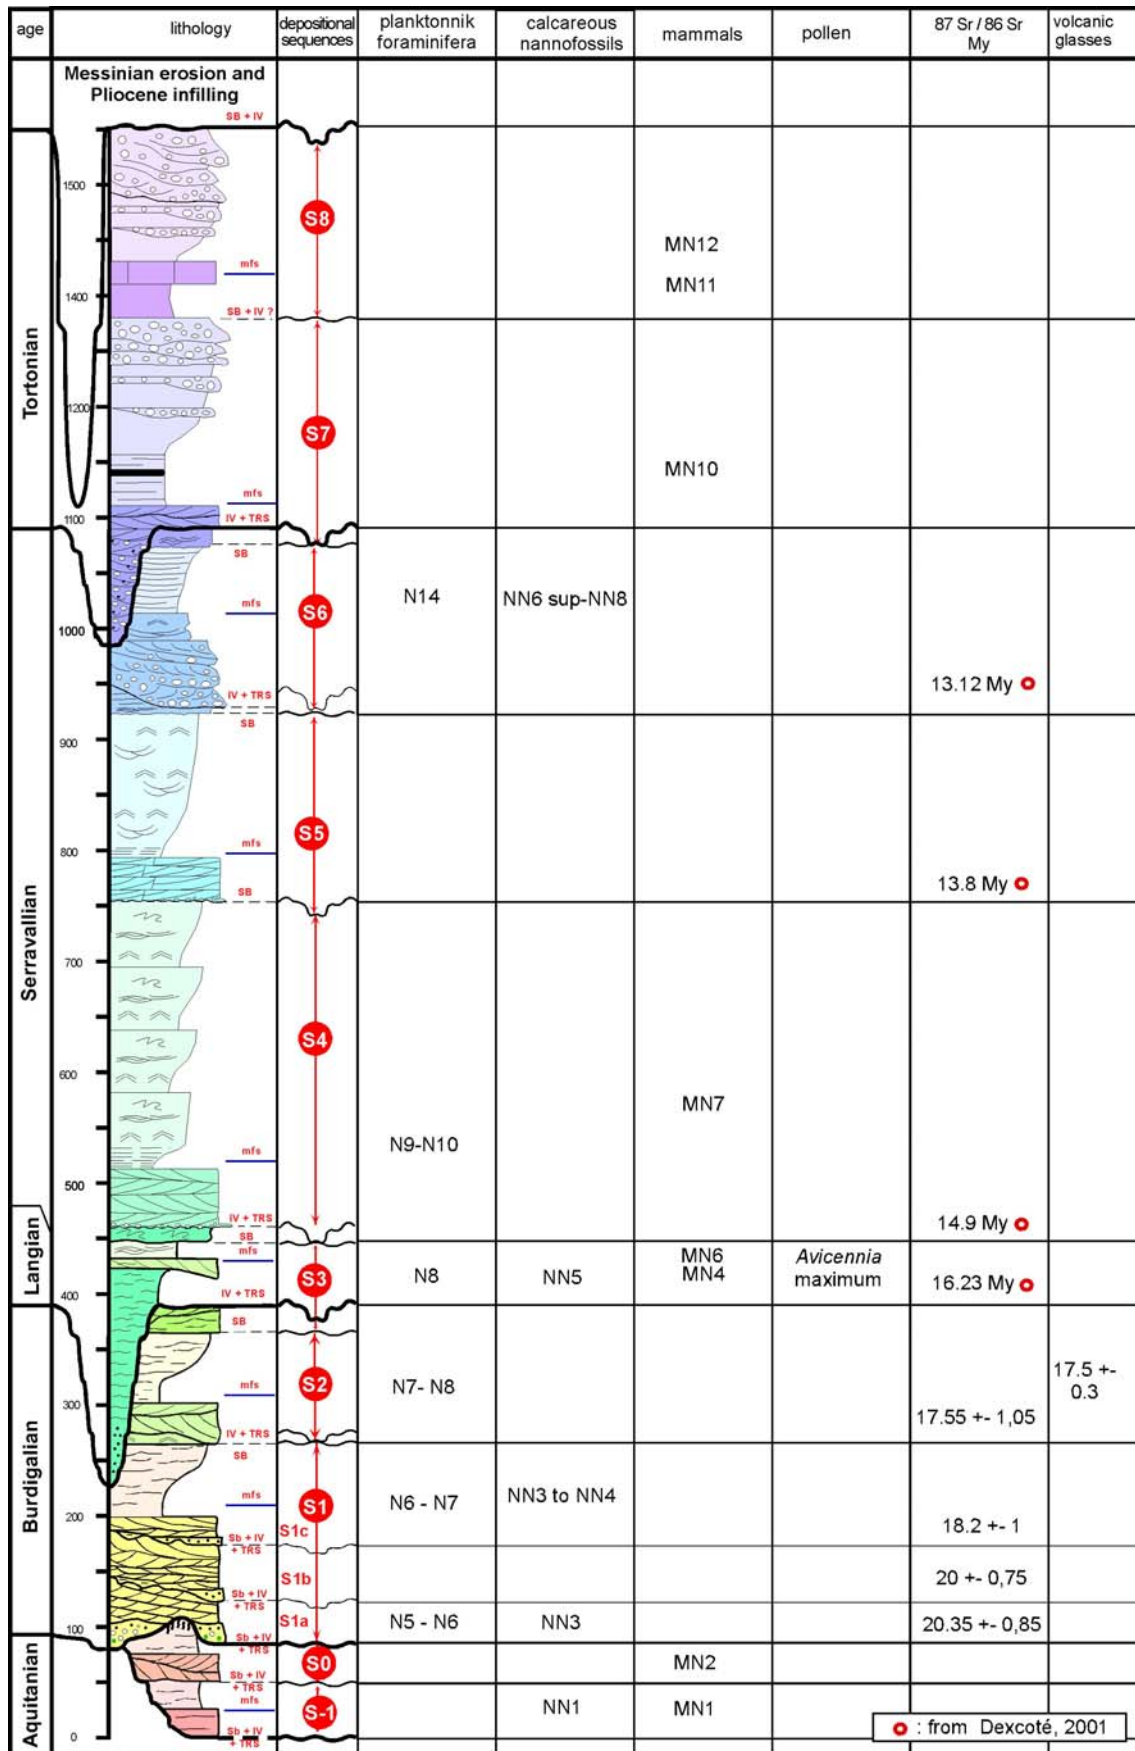 age
lithology
depositional
sequences
planktonnik
foraminifera
calcareous
nannofossils
mammals
pollen
87 Sr / 86 Sr
My
volcanic
glasses
Messinian erosion and
Pliocene infilling
SB + IV
1500
S8
MN12
mfs
MN11
1400
SB + IV ?
Tortonian
1200
S7
MN10
mfs
1100
IV + TRS
SB
N14
NN6 sup-NN8
mfs
S6
1000
13.12 My
IV + TRS
SB
900
S5
mfs
800
13.8 My
SB
Serravallian
700
S4
600
MN7
N9-N10
mfs
500
IV + TRS
14.9 My
SB
Langian
mfs
MN6
Avicennia
S3
N8
NN5
MN4
maximum
16.23 My
400
IV + TRS
SB
17.5 +-
0.3
S2
N7- N8
mfs
300
17.55 +- 1,05
IV + TRS
SB
Burdigalian
mfs
S1
N6 - N7
NN3 to NN4
200
S1c
18.2 +- 1
Sb + IV
+ TRS
S1b
20 +- 0,75
Sb + IV
+ TRS
S1a
N5 - N6
NN3
20.35 +- 0,85
100
Sb + IV
+ TRS
Aquitanian
S0
MN2
Sb + IV
+ TRS
mfs
S-1
NN1
MN1
Sb + IV
+ TRS
0
: from Dexcoté, 2001